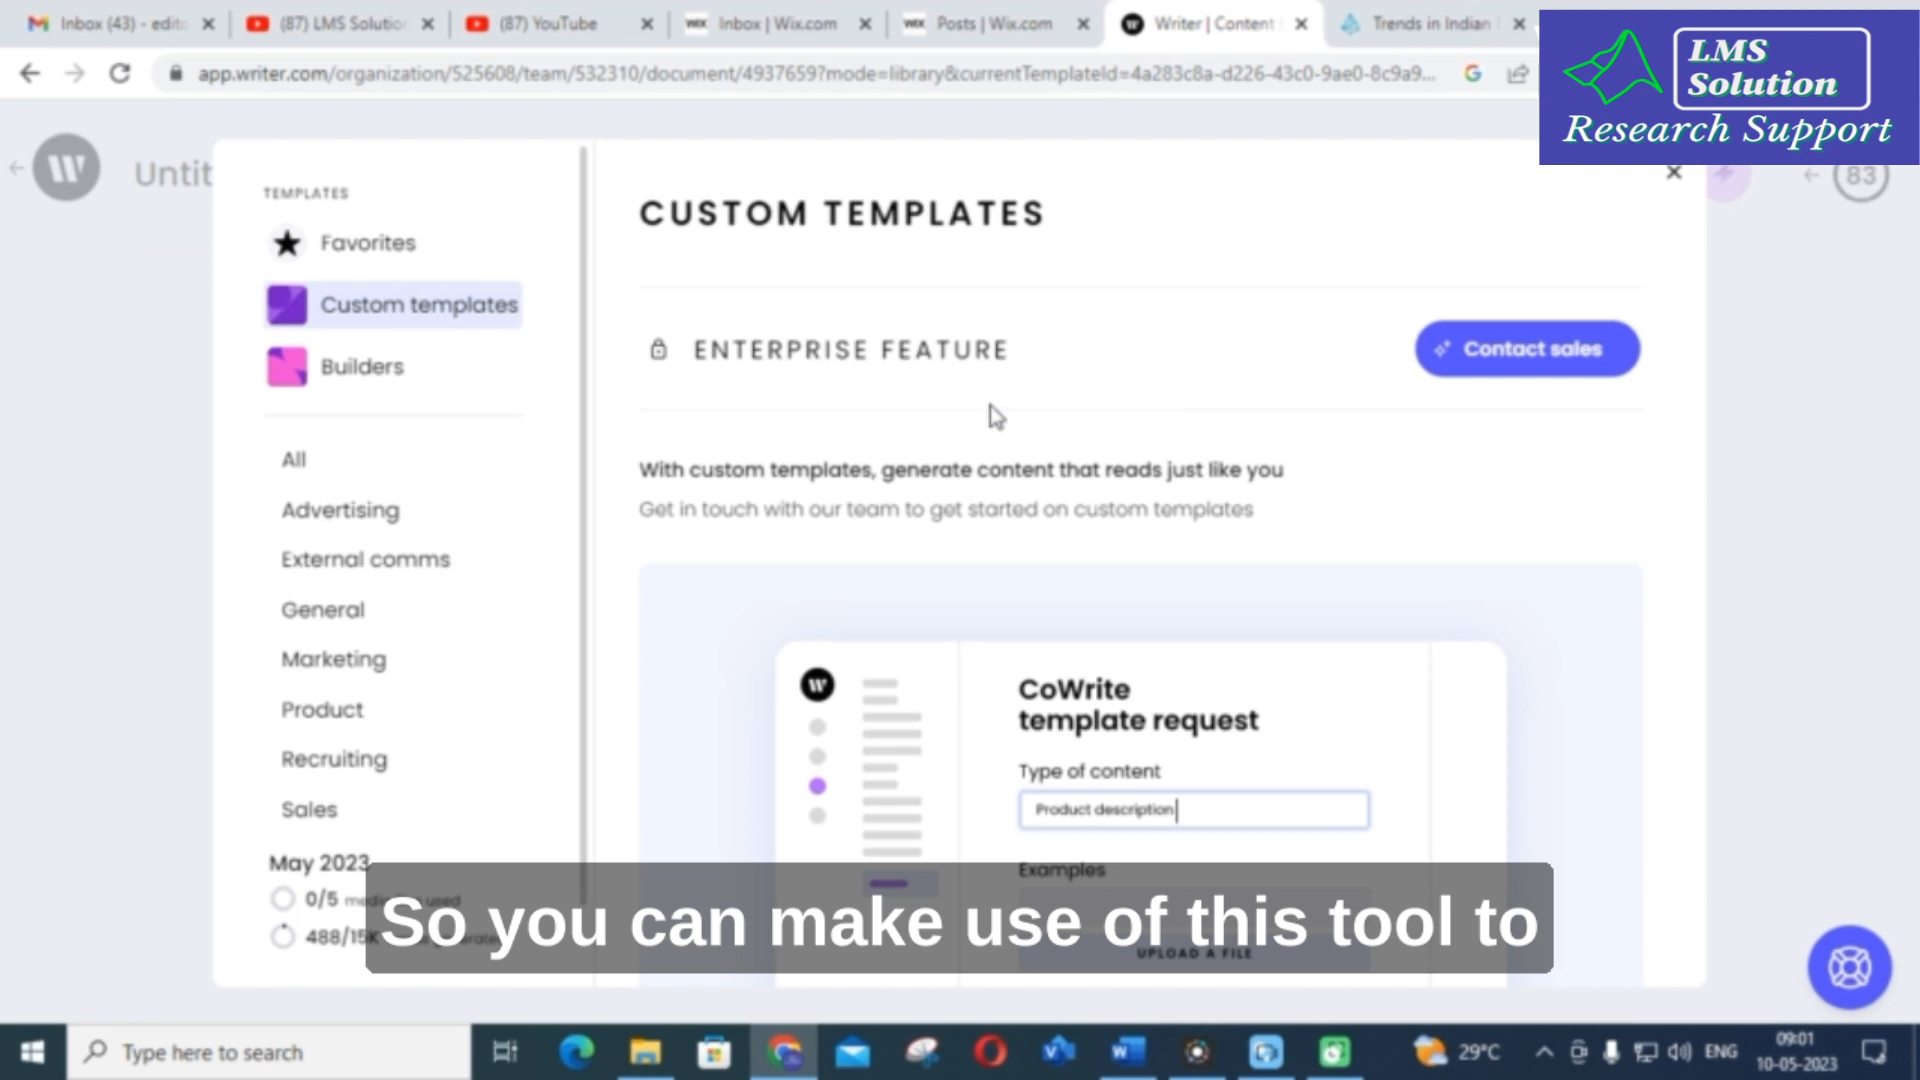 Inbox (43) - edito
(87) LMS Solution
(87) YouTube
WIX Inbox | Wix.com
WIX Posts | Wix.com
Writer | Content
Trends in Indian
app.writer.com/organization/525608/team/532310/document/4937659?mode=library&currentTemplateId=4a283c8a-d226-43c0-9ae0-8c9a9...
LMS
Solution
Research Support
Untit
83
TEMPLATES
Favorites
Custom templates
Builders
All
Advertising
External comms
General
Marketing
Product
Recruiting
Sales
May 2023
0/5
488/15K
CUSTOM TEMPLATES
ENTERPRISE FEATURE
Contact sales
With custom templates, generate content that reads just like you
Get in touch with our team to get started on custom templates
CoWrite
template request
Type of content
Product description
Examples
UPLOAD A FILE
So you can make use of this tool to
Type here to search
29°C
ENG
09:01
10-05-2023